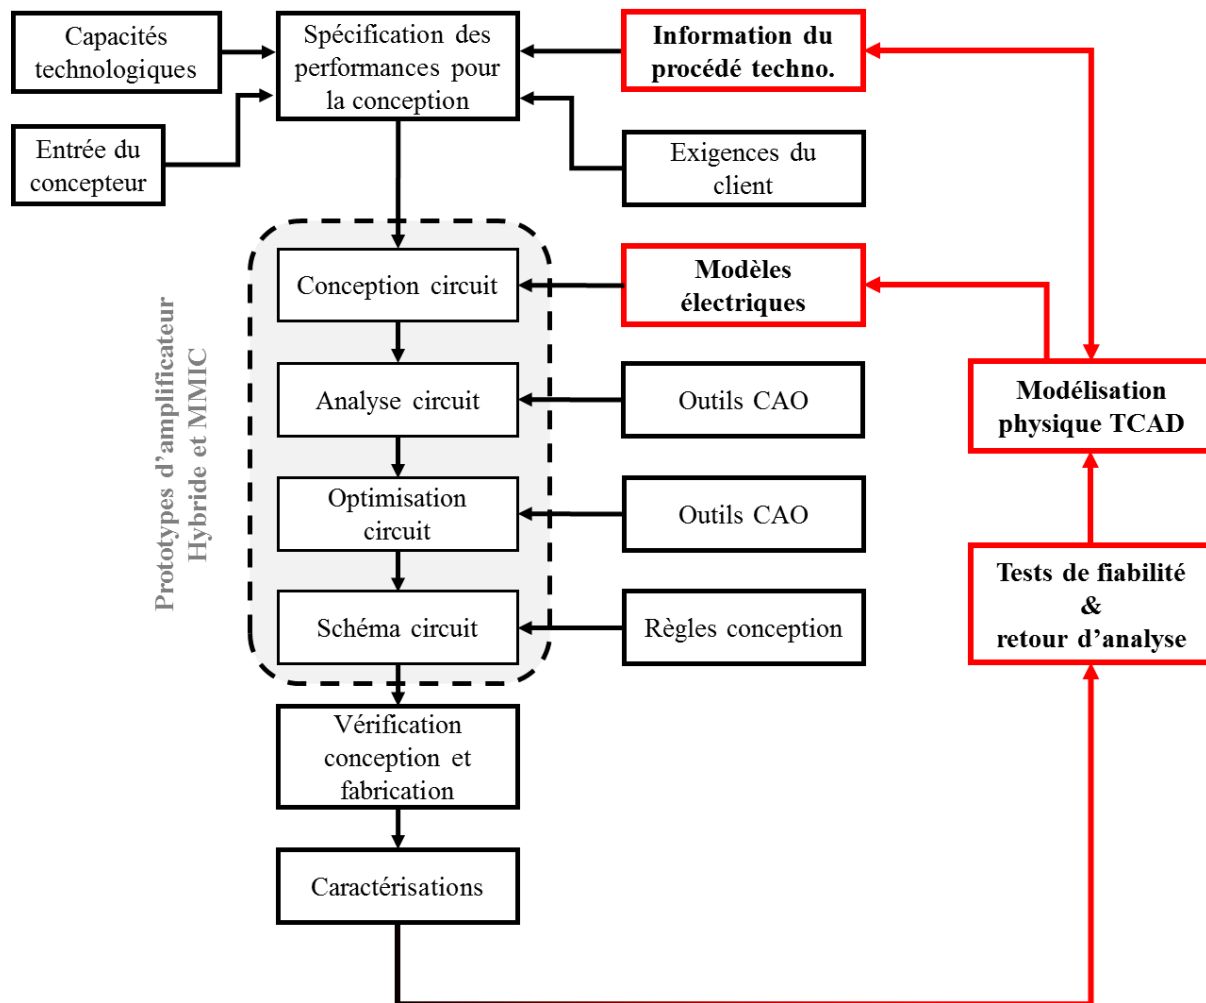 Capacités
technologiques
Spécification des
performances pour
la conception
Information du
procédé techno.
Entrée du
concepteur
Exigences du
client
Prototypes d’amplificateur
Hybride et MMIC
Conception circuit
Modèles
électriques
Analyse circuit
Outils CAO
Modélisation
physique TCAD
Optimisation
circuit
Outils CAO
Tests de fiabilité
&
retour d’analyse
Schéma circuit
Règles conception
Vérification
conception et
fabrication
Caractérisations